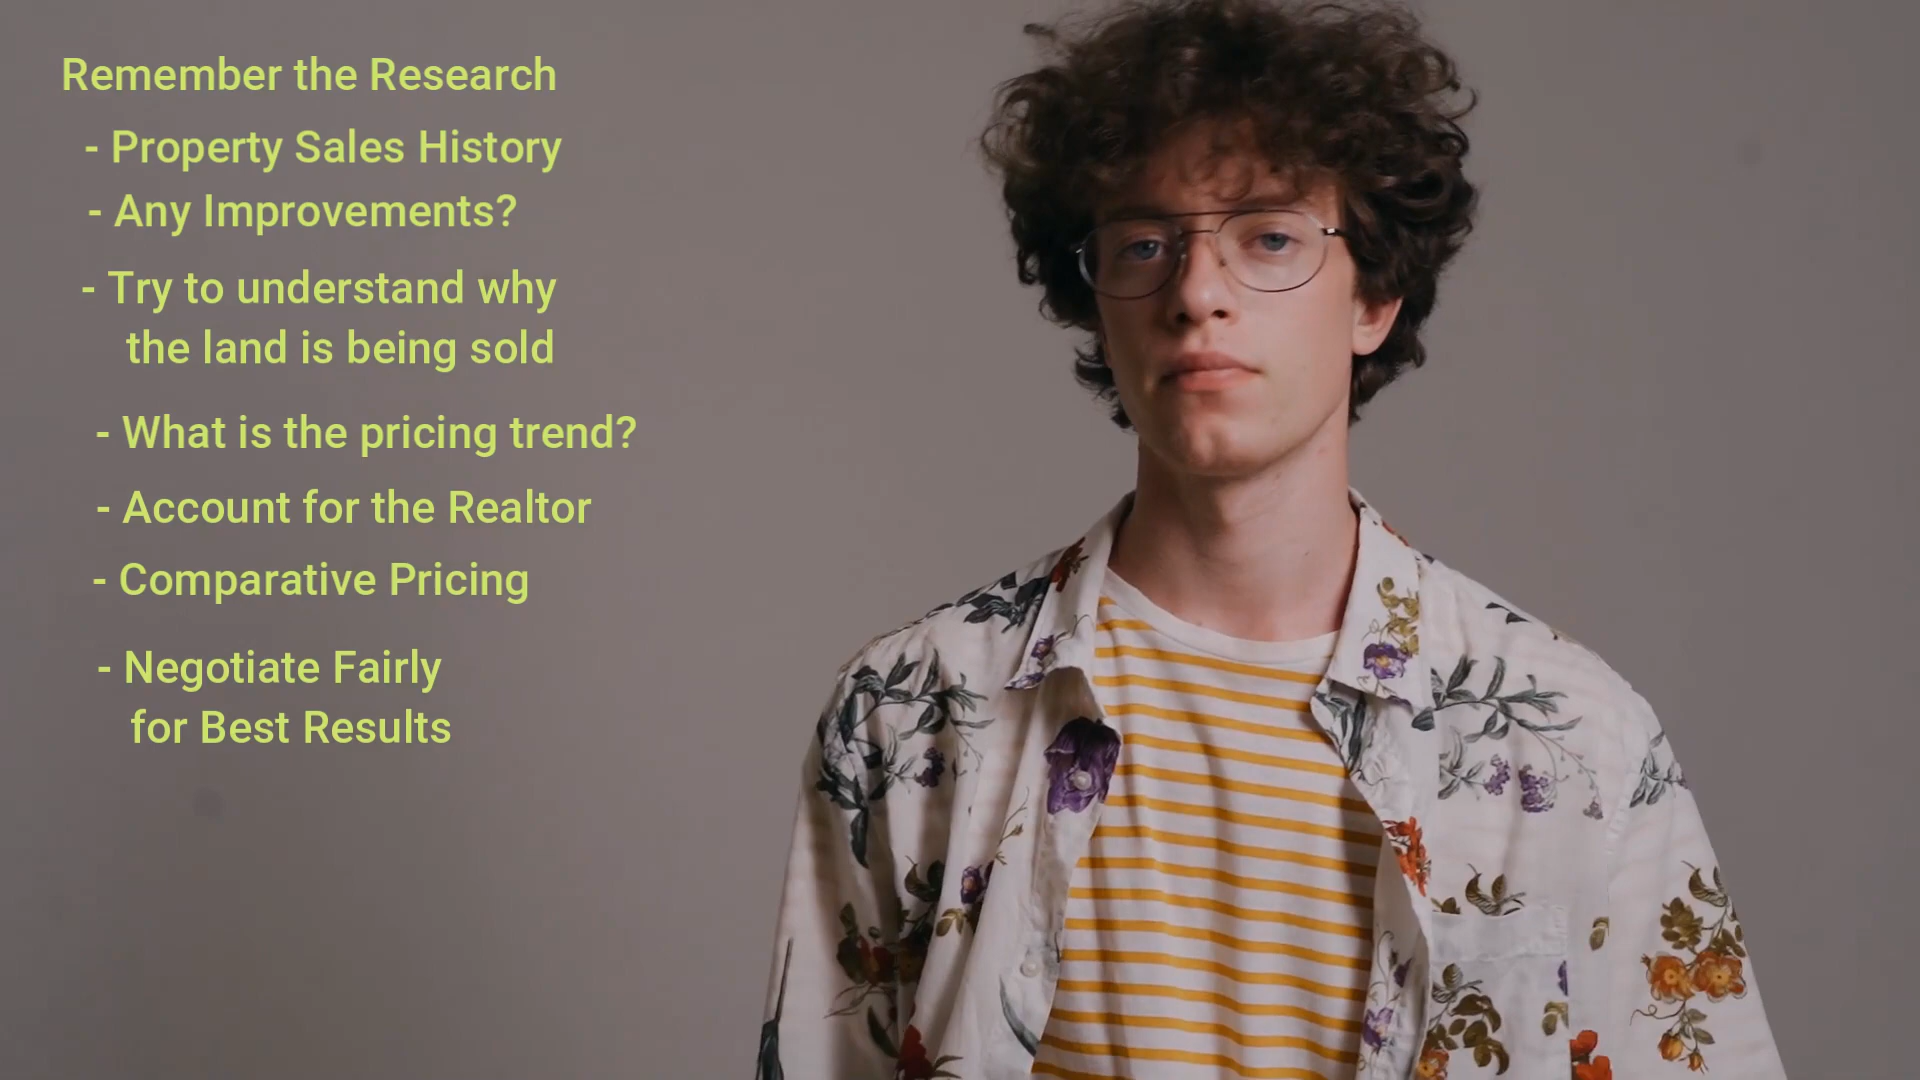 Remember the Research
- Property Sales History
- Any Improvements?
- Try to understand why
the land is being sold
- What is the pricing trend?
- Account for the Realtor
- Comparative Pricing
- Negotiate Fairly
for Best Results